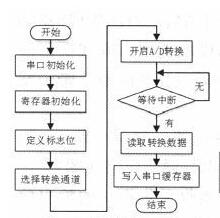 开始
串口初始化
寄存器初始化
定义标志位
选择转换通道
开启A/D转换
等待中断
无
有
读取转换数据
写入串口缓存器
结束